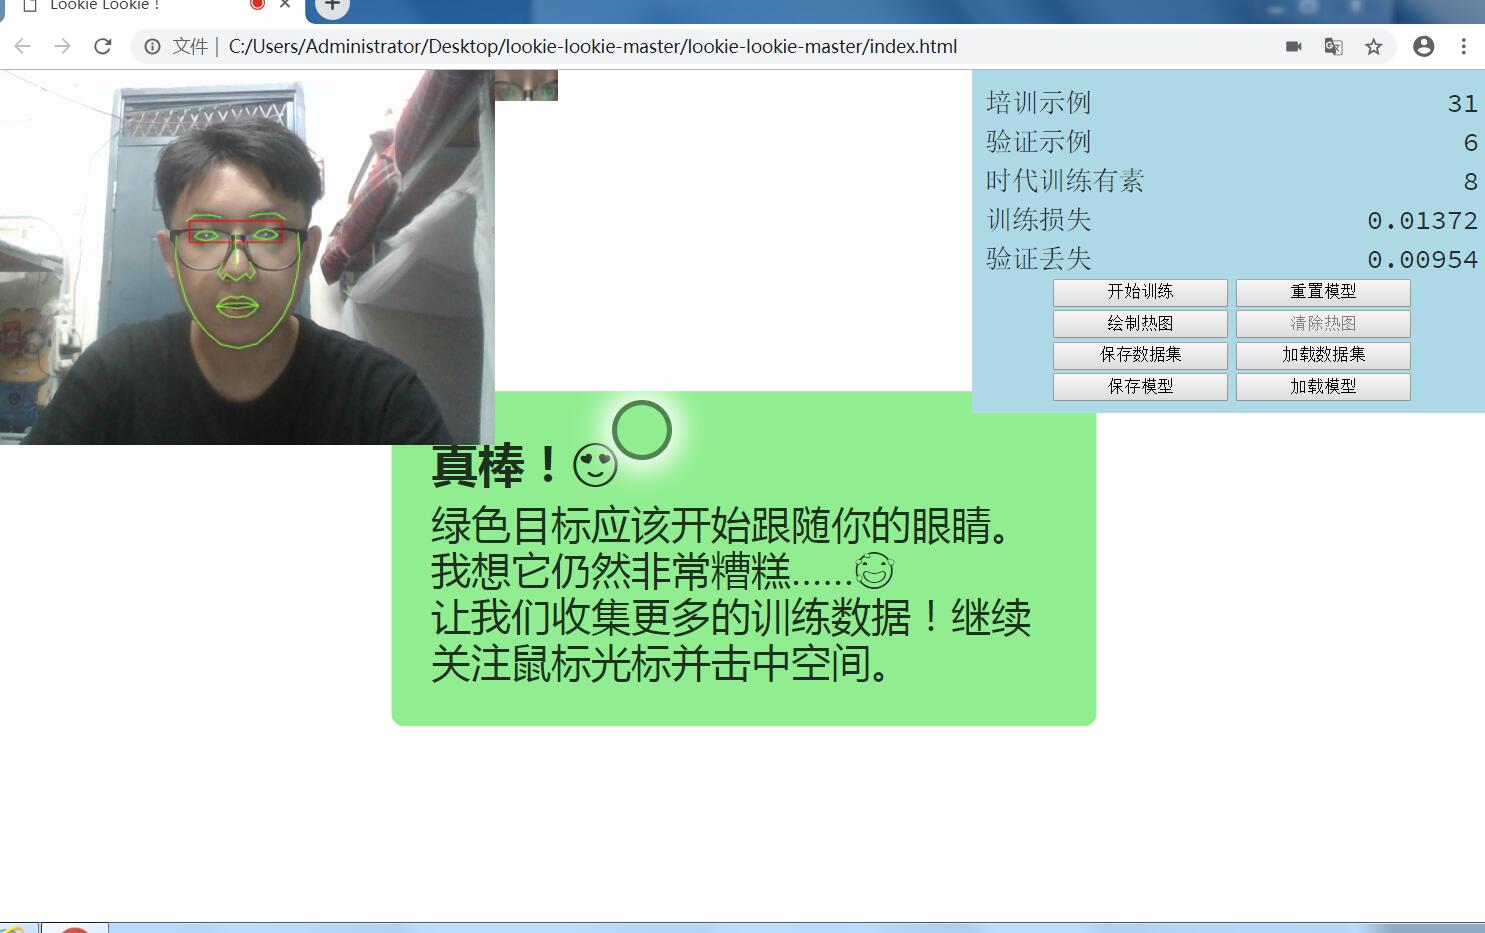 Lookie Lookie !
文件 | C:/Users/Administrator/Desktop/lookie-lookie-master/lookie-lookie-master/index.html
培训示例 31
验证示例 6
时代训练有素 8
训练损失 0.01372
验证丢失 0.00954
开始训练 重置模型
绘制热图 清除热图
保存数据集 加载数据集
保存模型 加载模型
真棒！😍
绿色目标应该开始跟随你的眼睛。
我想它仍然非常糟糕......😅
让我们收集更多的训练数据！继续
关注鼠标光标并击中空间。